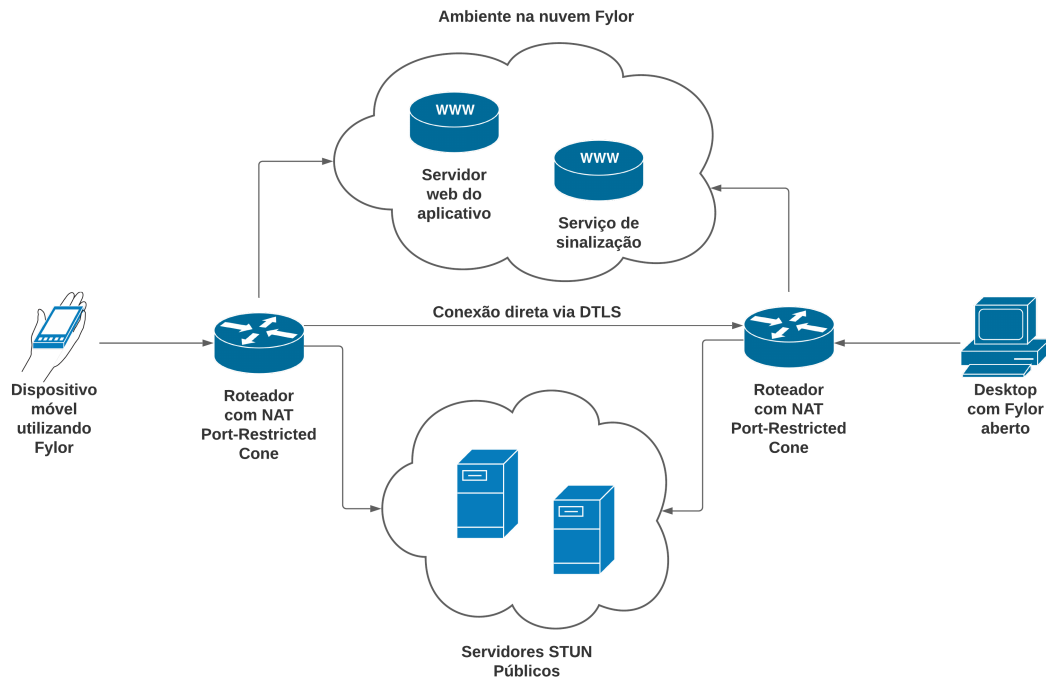 Ambiente na nuvem Fylor
WWW
Servidor
web do
aplicativo
WWW
Serviço de
sinalização
Conexão direta via DTLS
Dispositivo
móvel
utilizando
Fylor
Roteador
com NAT
Port-Restricted
Cone
Roteador
com NAT
Port-Restricted
Cone
Desktop
com Fylor
aberto
Servidores STUN
Públicos